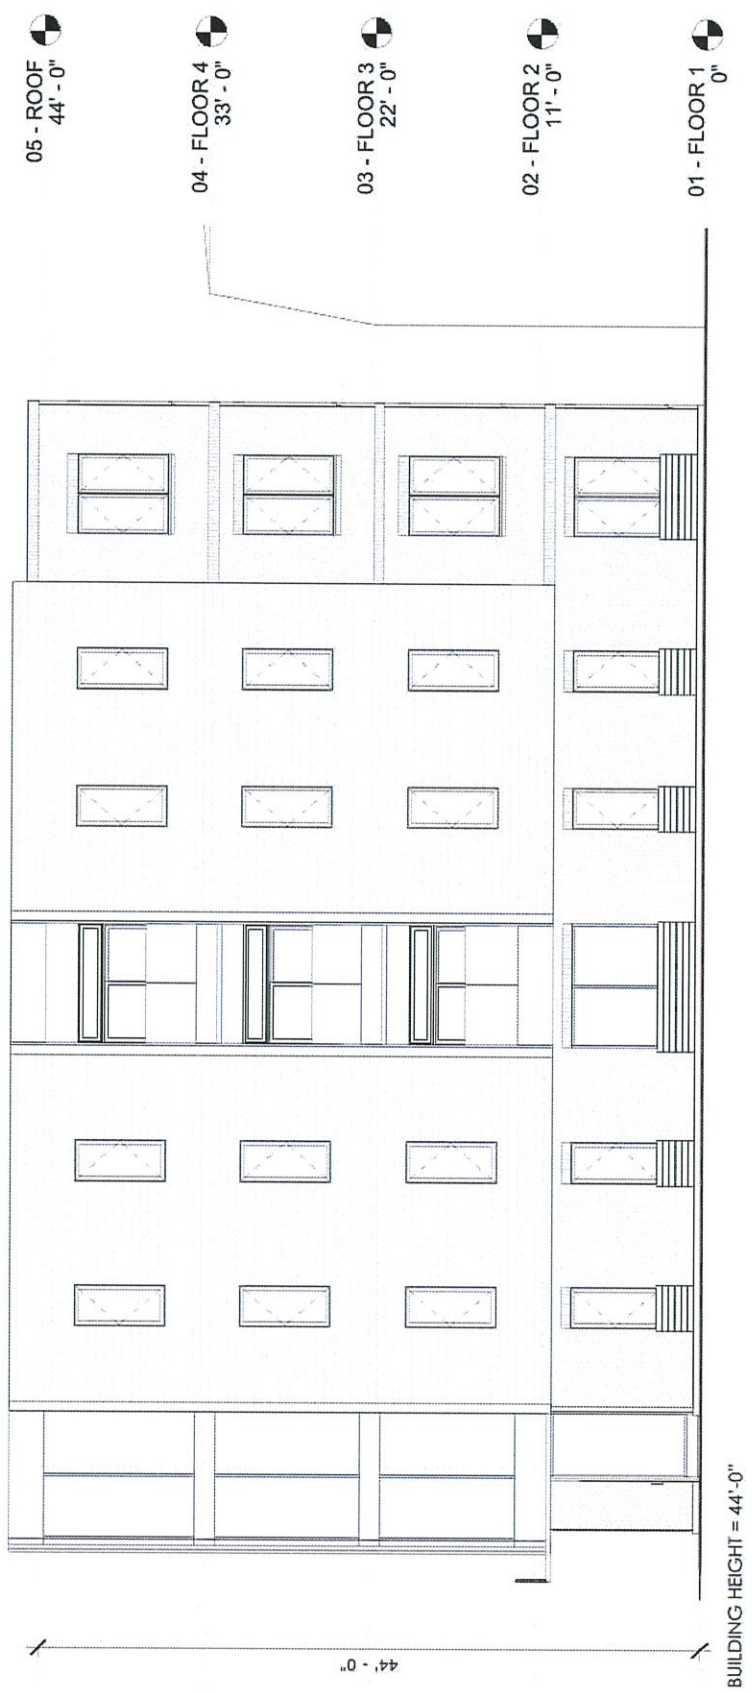 05 - ROOF
44' - 0"
04 - FLOOR 4
33' - 0"
03 - FLOOR 3
22' - 0"
02 - FLOOR 2
11' - 0"
01 - FLOOR 1
0"
44' - 0"
BUILDING HEIGHT = 44'-0"